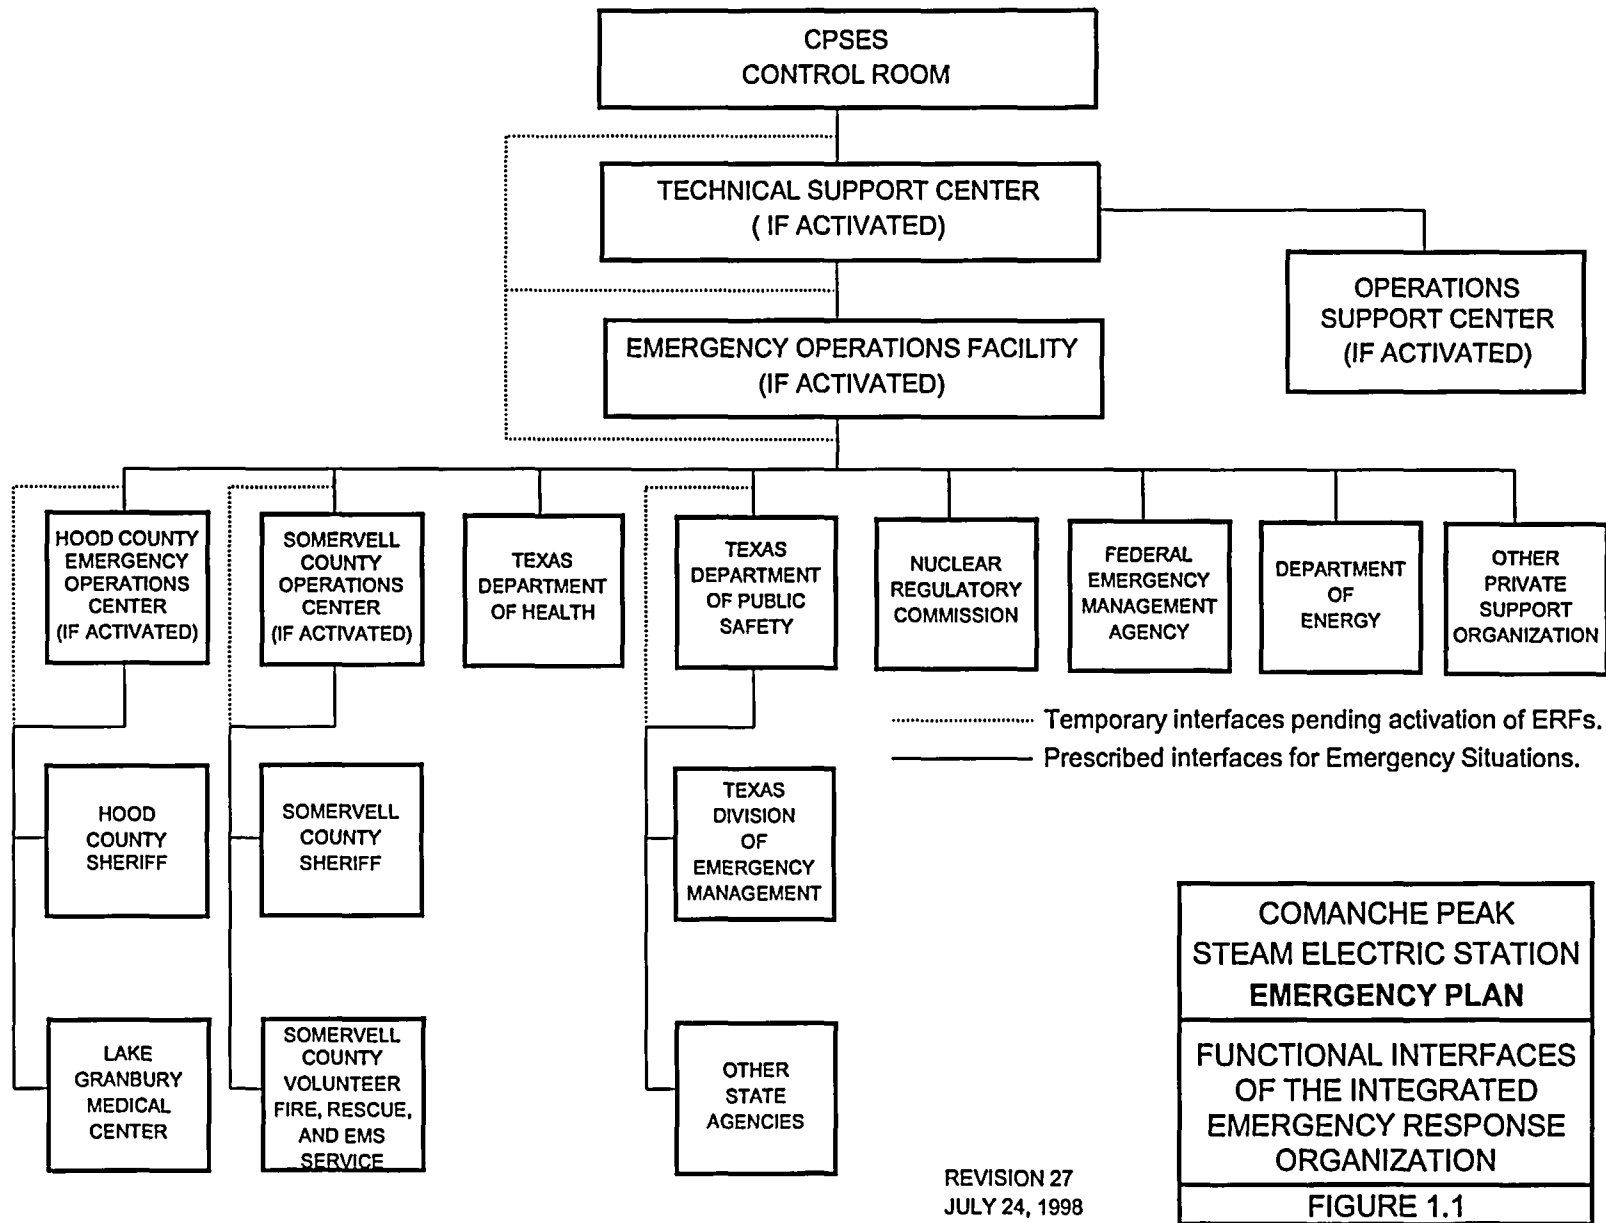 CPSES
CONTROL ROOM
TECHNICAL SUPPORT CENTER
( IF ACTIVATED)
OPERATIONS
SUPPORT CENTER
(IF ACTIVATED)
EMERGENCY OPERATIONS FACILITY
(IF ACTIVATED)
HOOD COUNTY
EMERGENCY
OPERATIONS
CENTER
(IF ACTIVATED)
SOMERVELL
COUNTY
OPERATIONS
CENTER
(IF ACTIVATED)
TEXAS
DEPARTMENT
OF HEALTH
TEXAS
DEPARTMENT
OF PUBLIC
SAFETY
NUCLEAR
REGULATORY
COMMISSION
FEDERAL
EMERGENCY
MANAGEMENT
AGENCY
DEPARTMENT
OF
ENERGY
OTHER
PRIVATE
SUPPORT
ORGANIZATION
Temporary interfaces pending activation of ERFs.
Prescribed interfaces for Emergency Situations.
HOOD
COUNTY
SHERIFF
SOMERVELL
COUNTY
SHERIFF
TEXAS
DIVISION
OF
EMERGENCY
MANAGEMENT
LAKE
GRANBURY
MEDICAL
CENTER
SOMERVELL
COUNTY
VOLUNTEER
FIRE, RESCUE,
AND EMS
SERVICE
OTHER
STATE
AGENCIES
COMANCHE PEAK
STEAM ELECTRIC STATION
EMERGENCY PLAN
FUNCTIONAL INTERFACES
OF THE INTEGRATED
EMERGENCY RESPONSE
ORGANIZATION
FIGURE 1.1
REVISION 27
JULY 24, 1998